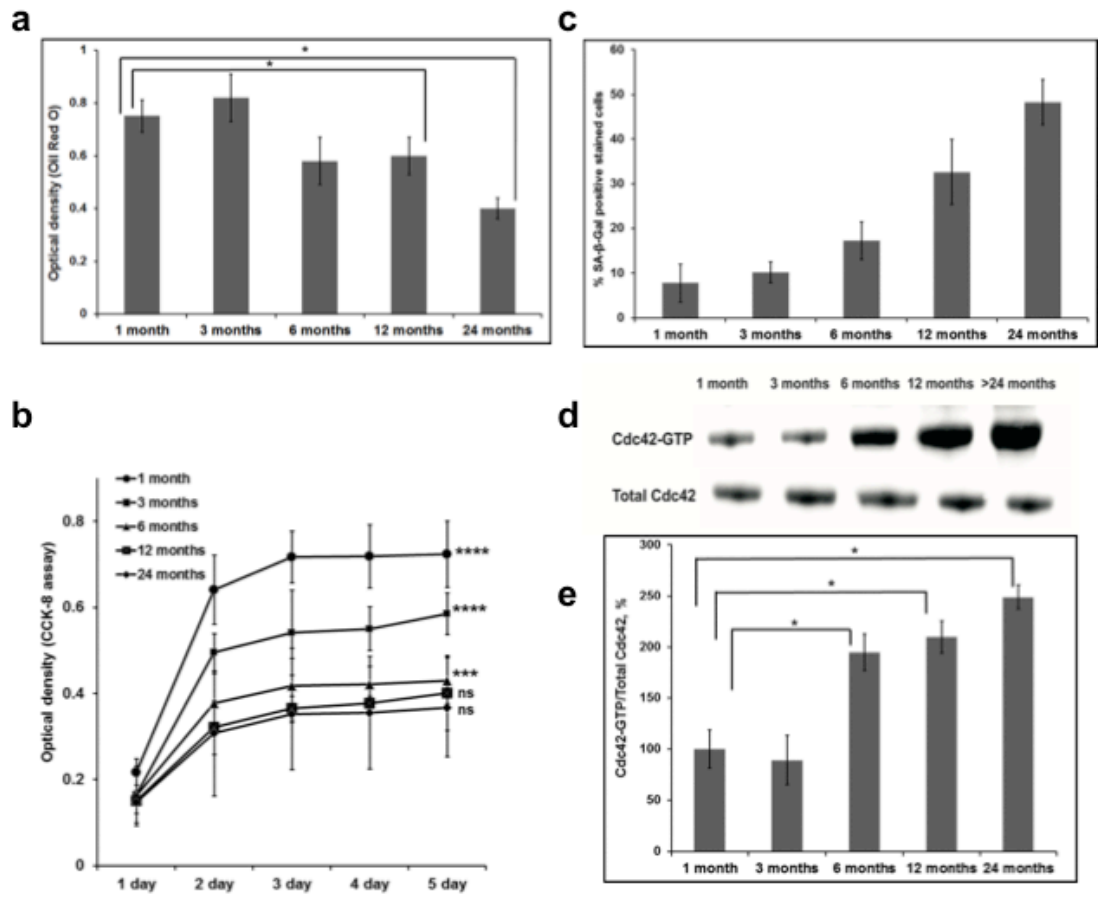 a
*
*
Optical density (Oil Red O)
1
0.8
0.6
0.4
0.2
0
1 month 3 months 6 months 12 months 24 months
c
% SA-β-Gal positive stained cells
60
50
40
30
20
10
0
1 month 3 months 6 months 12 months 24 months
b
Optical density (CCK-8 assay)
1 month
3 months
6 months
12 months
24 months
0.8
0.6
0.4
0.2
0
****
****
***
ns
ns
1 day 2 day 3 day 4 day 5 day
d
1 month 3 months 6 months 12 months >24 months
Cdc42-GTP
Total Cdc42
e
Cdc42-GTP/Total Cdc42, %
300
250
200
150
100
50
0
*
*
*
1 month 3 months 6 months 12 months 24 months